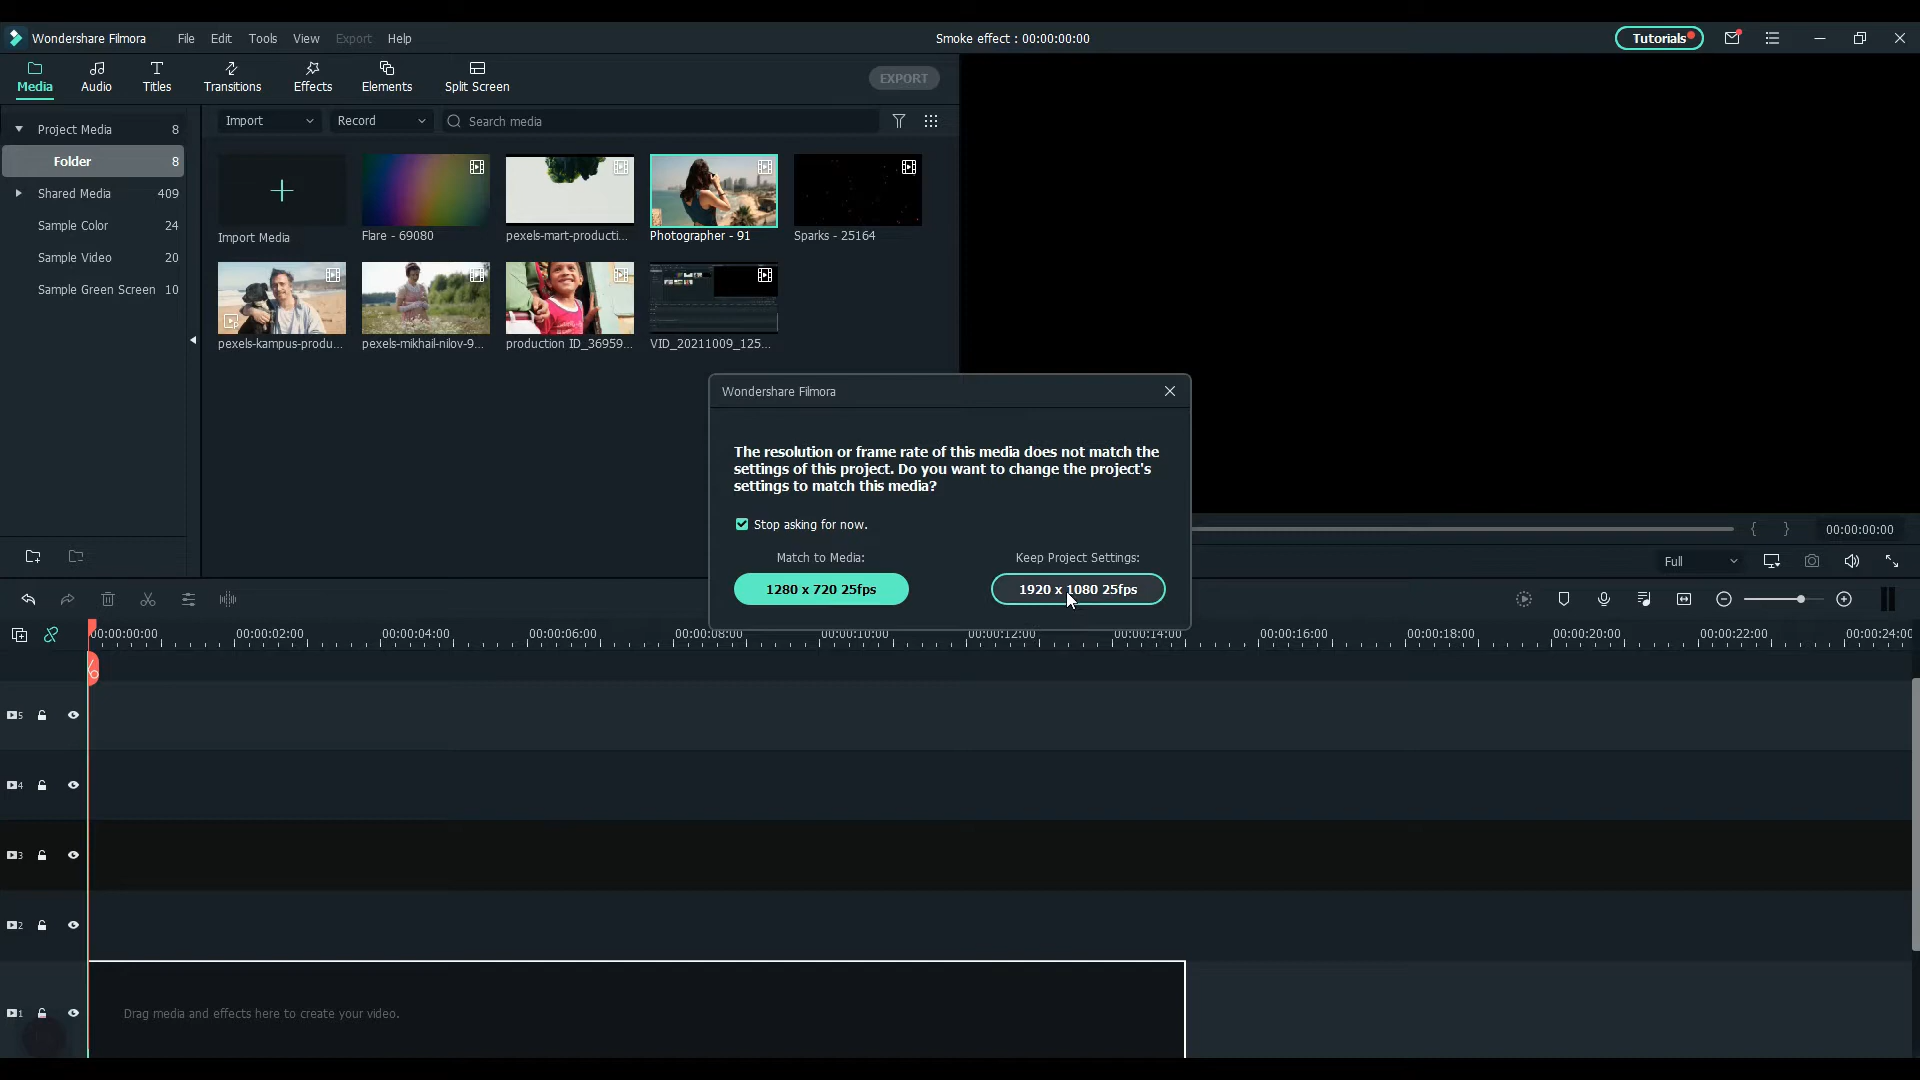 Wondershare Filmora File Edit Tools View Export Help Smoke effect : 00:00:00:00 Tutorials
Media Audio Titles Transitions Effects Elements Split Screen EXPORT
Import Record Search media
Project Media 8
Folder 8
Shared Media 409
Sample Color 24
Sample Video 20
Sample Green Screen 10
Import Media Flare - 69080 pexels-mart-producti... Photographer - 91 Sparks - 25164
pexels-kampus-produ... pexels-mikhail-nilov-9... production ID_36959... VID_20211009_125...
Wondershare Filmora
The resolution or frame rate of this media does not match the
settings of this project. Do you want to change the project's
settings to match this media?
Stop asking for now.
Match to Media: Keep Project Settings:
1280 x 720 25fps 1920 x 1080 25fps
{ } 00:00:00:00
Full
00:00:00:00 00:00:02:00 00:00:04:00 00:00:06:00 00:00:08:00 00:00:10:00 00:00:12:00 00:00:14:00 00:00:16:00 00:00:18:00 00:00:20:00 00:00:22:00 00:00:24:00
5
4
3
2
1 Drag media and effects here to create your video.